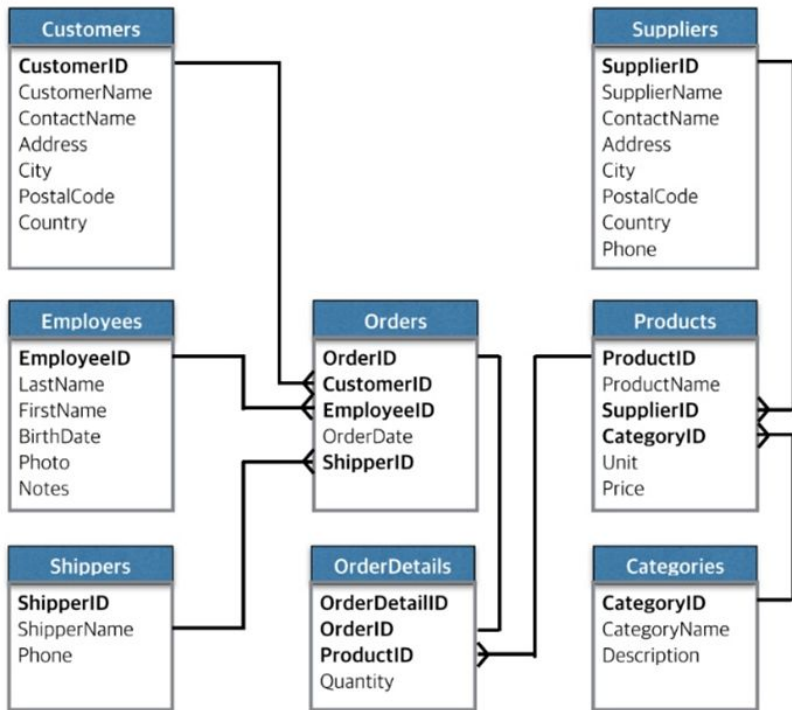 Customers
CustomerID
CustomerName
ContactName
Address
City
PostalCode
Country
Suppliers
SupplierID
SupplierName
ContactName
Address
City
PostalCode
Country
Phone
Employees
EmployeeID
LastName
FirstName
BirthDate
Photo
Notes
Orders
OrderID
CustomerID
EmployeeID
OrderDate
ShipperID
Products
ProductID
ProductName
SupplierID
CategoryID
Unit
Price
Shippers
ShipperID
ShipperName
Phone
OrderDetails
OrderDetailID
OrderID
ProductID
Quantity
Categories
CategoryID
CategoryName
Description